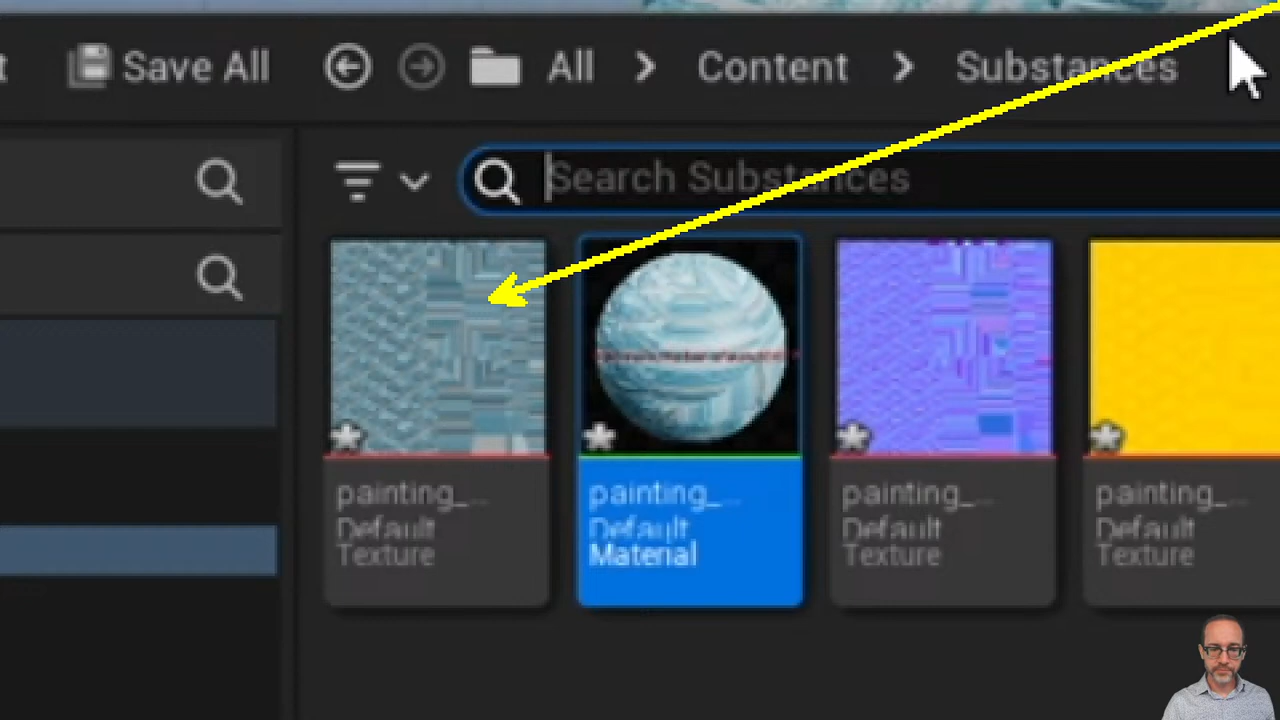 Save All
All > Content > Substances
Search Substances
painting_...
Default
Texture
painting_...
Default
Material
painting_...
Default
Texture
painting_...
Default
Texture